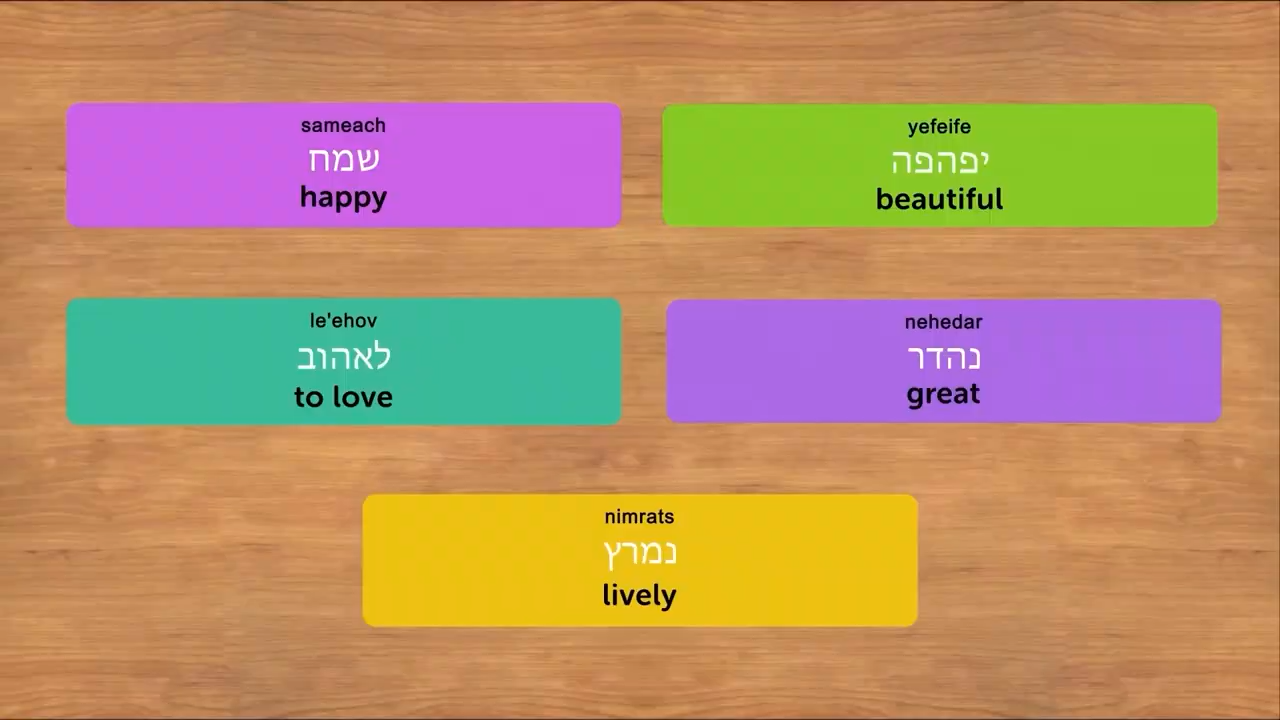 sameach
שמח
happy
yefeife
יפהפה
beautiful
le'ehov
לאהוב
to love
nehedar
נהדר
great
nimrats
נמרץ
lively